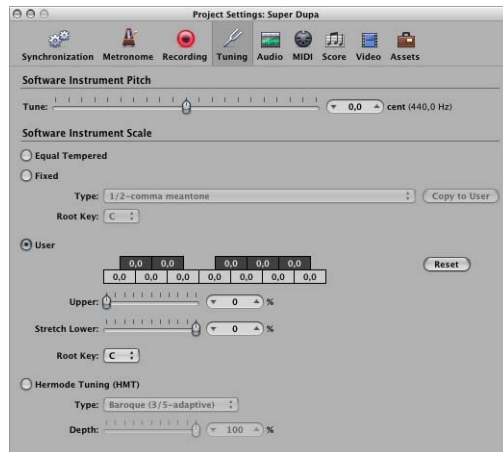 Project Settings: Super Dupa
Synchronization Metronome Recording Tuning Audio MIDI Score Video Assets
Software Instrument Pitch
Tune: 0,0 cent (440,0 Hz)
Software Instrument Scale
Equal Tempered
Fixed
Type: 1/2-comma meantone Copy to User
Root Key: C
User
0,0 0,0 0,0 0,0 0,0
Reset
0,0 0,0 0,0 0,0 0,0 0,0 0,0
Upper: 0 %
Stretch Lower: 0 %
Root Key: C
Hermode Tuning (HMT)
Type: Baroque (3/5-adaptive)
Depth: 100 %